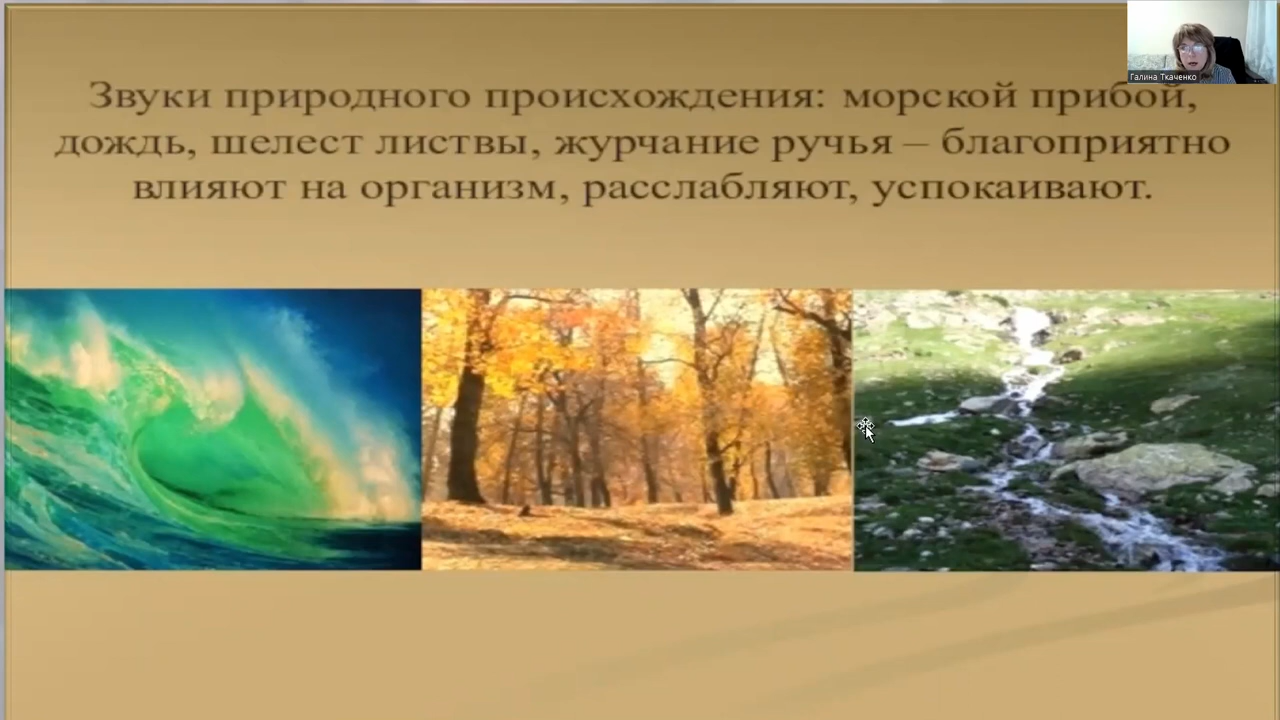 Галина Ткаченко
Звуки природного происхождения: морской прибой,
дождь, шелест листвы, журчание ручья – благоприятно
влияют на организм, расслабляют, успокаивают.